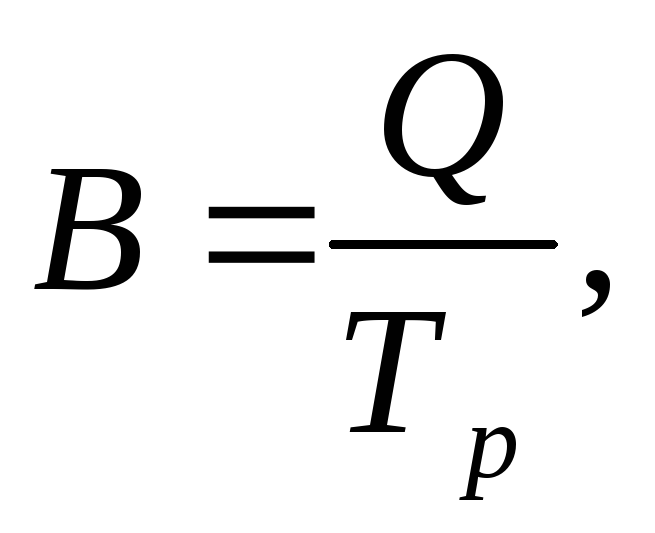 B = Q / T_p ,